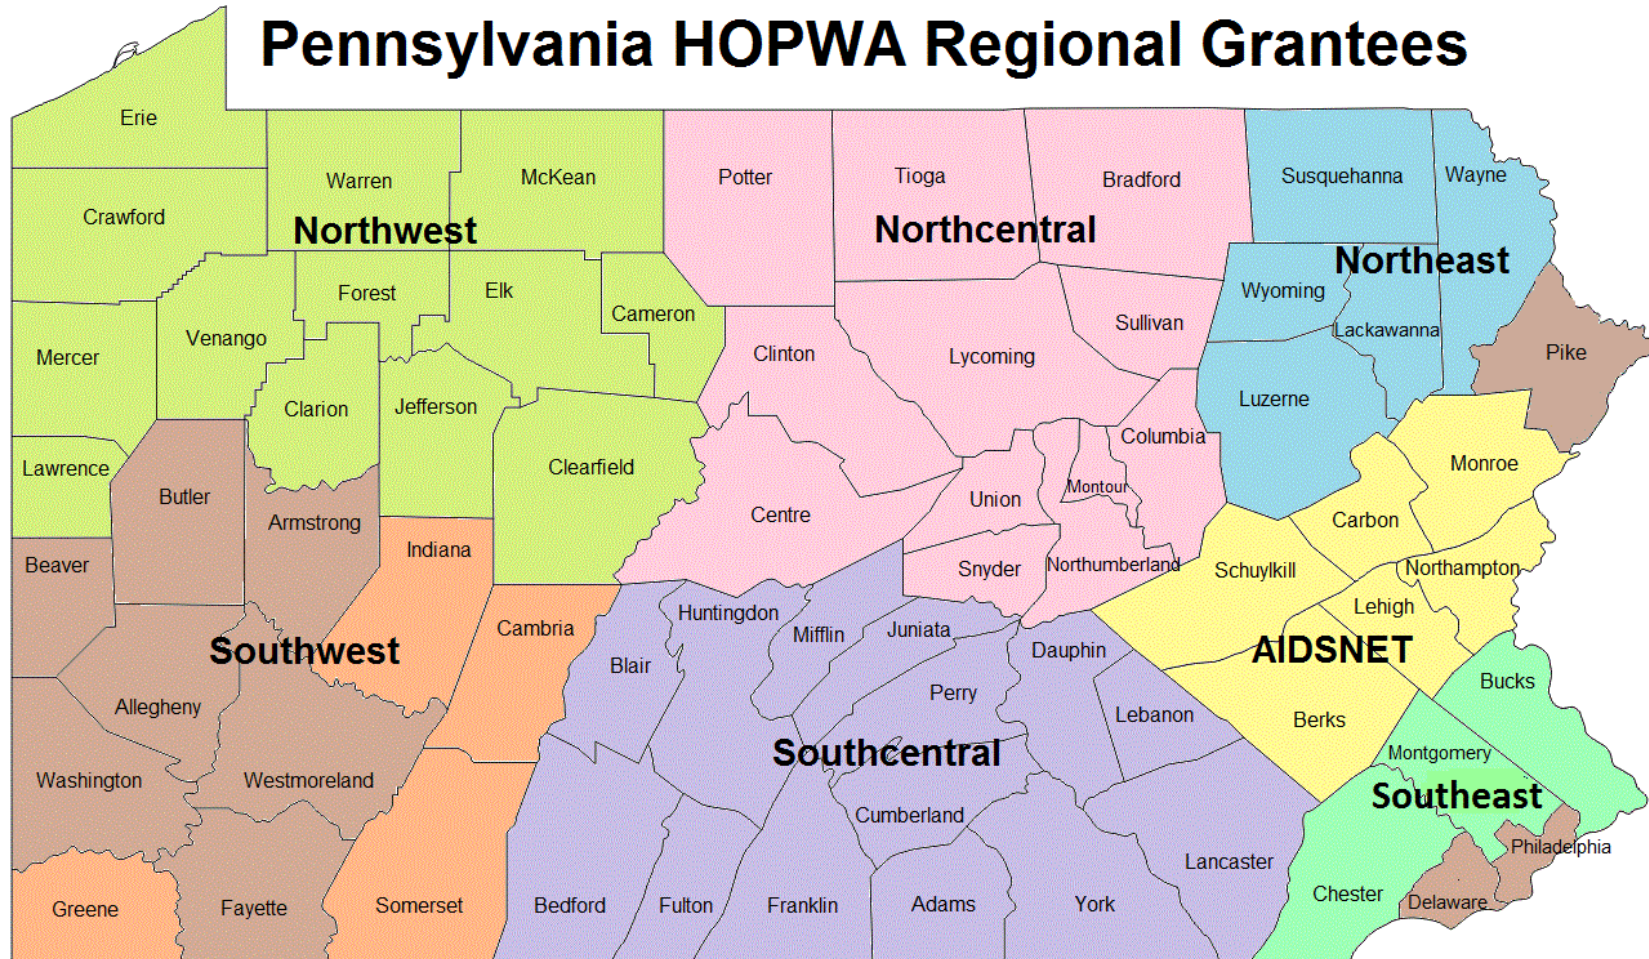 Pennsylvania HOPWA Regional Grantees
Erie
Warren
McKean
Potter
Tioga
Bradford
Susquehanna
Wayne
Crawford
Northwest
Northcentral
Northeast
Forest
Elk
Cameron
Wyoming
Venango
Sullivan
Lackawanna
Mercer
Clinton
Lycoming
Pike
Clarion
Jefferson
Luzerne
Columbia
Lawrence
Clearfield
Monroe
Butler
Montour
Union
Armstrong
Centre
Carbon
Indiana
Beaver
Snyder
Northumberland
Schuylkill
Northampton
Huntingdon
Lehigh
Cambria
Mifflin
Juniata
Southwest
Dauphin
AIDSNET
Blair
Bucks
Allegheny
Perry
Lebanon
Berks
Southcentral
Montgomery
Washington
Westmoreland
Southeast
Cumberland
Philadelphia
Lancaster
Chester
Greene
Fayette
Somerset
Bedford
Fulton
Franklin
Adams
York
Delaware